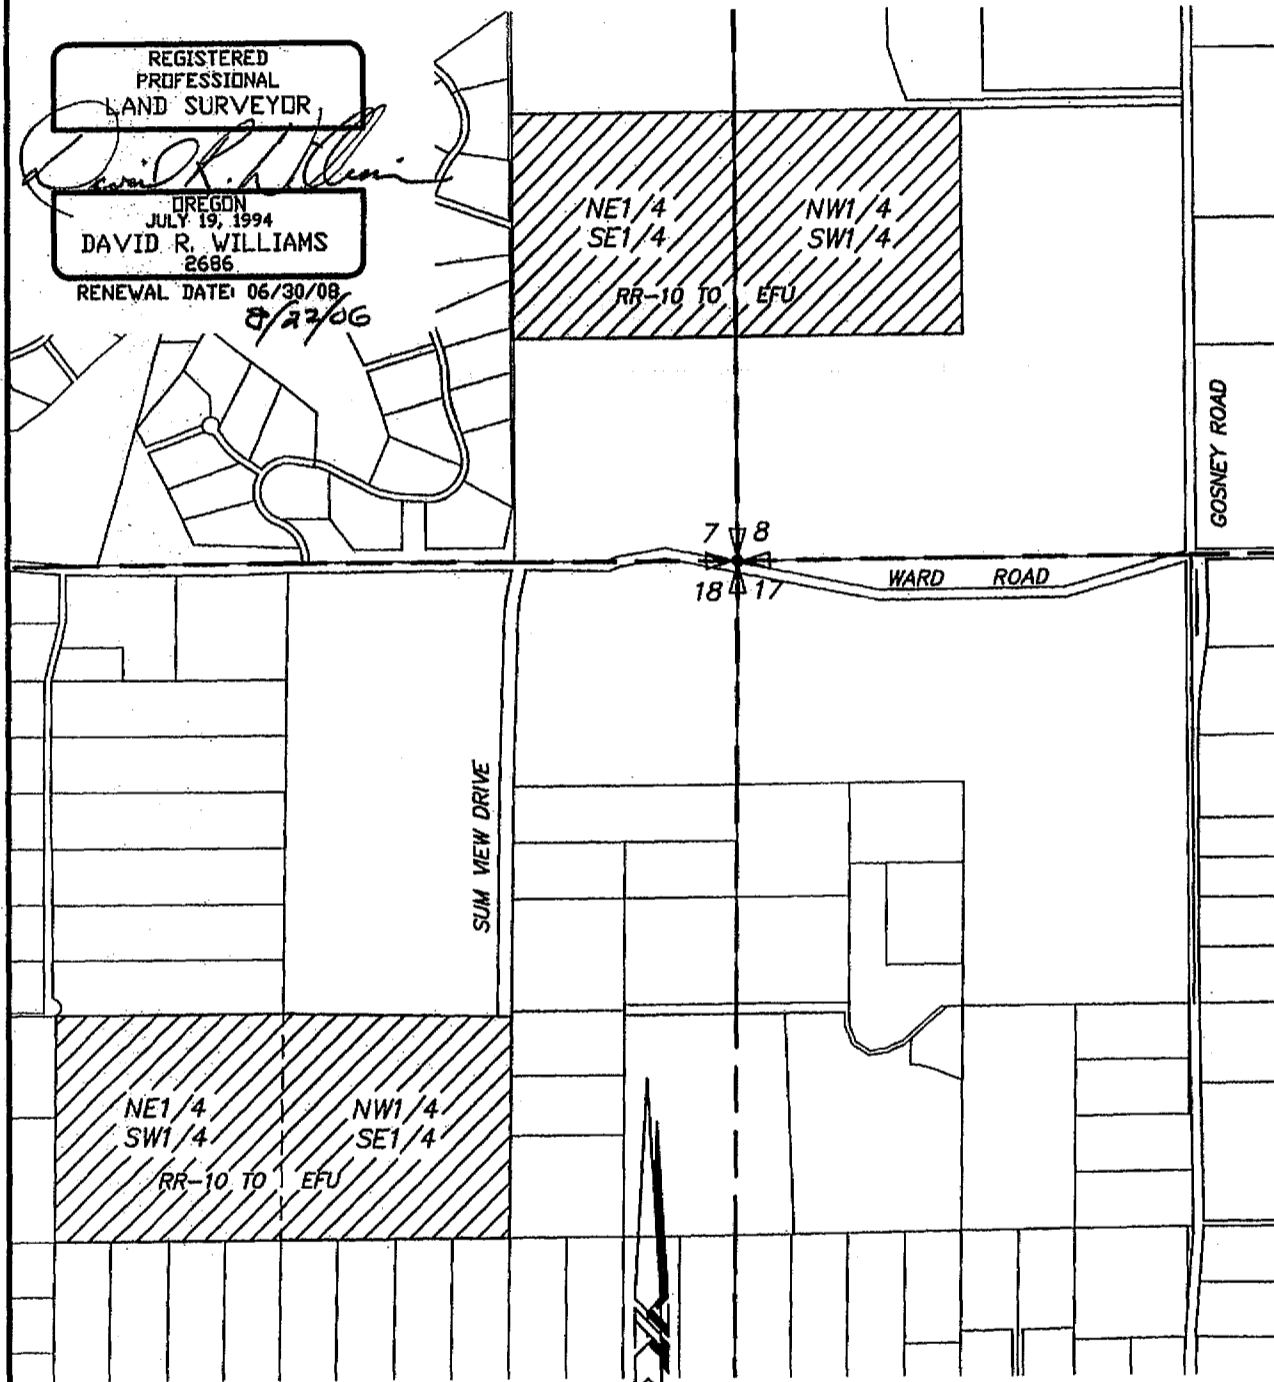 REGISTERED
PROFESSIONAL
LAND SURVEYOR
David R. Williams
OREGON
JULY 19, 1994
DAVID R. WILLIAMS
2686
RENEWAL DATE: 06/30/08
8/22/06
NE1/4 NW1/4
SE1/4 SW1/4
RR-10 TO EFU
GOSNEY ROAD
7 8
18 17
WARD ROAD
SUM VIEW DRIVE
NE1/4 NW1/4
SW1/4 SE1/4
RR-10 TO EFU